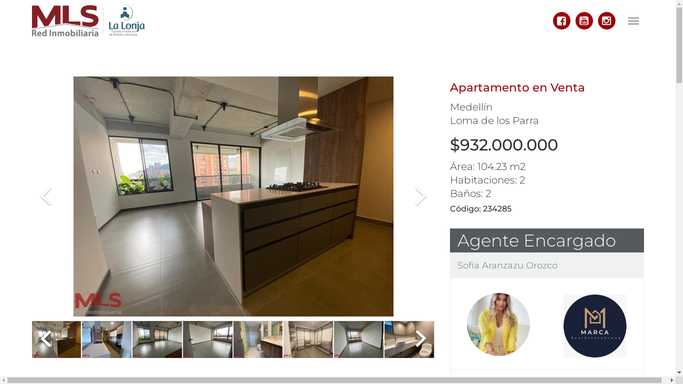 MLS
Red Inmobiliaria
La Lonja
Apartamento en Venta
Medellín
Loma de los Parra
$932.000.000
Área: 104.23 m2
Habitaciones: 2
Baños: 2
Código: 234285
MLS
Agente Encargado
Sofia Aranzazu Orozco
MARCA